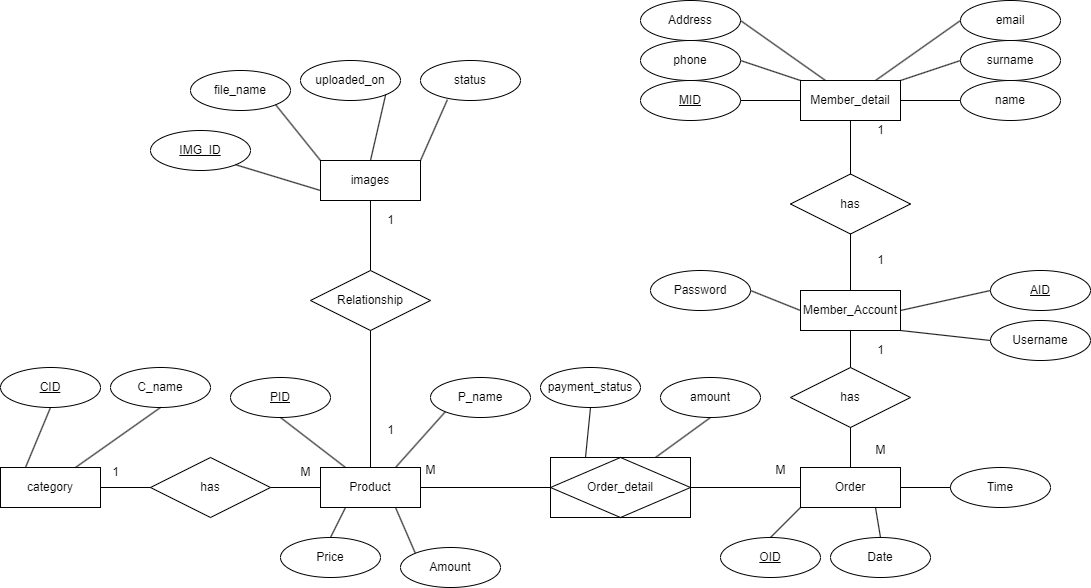 Address
email
phone
surname
MID
Member_detail
name
file_name
uploaded_on
status
IMG_ID
images
1
1
has
1
Relationship
Password
Member_Account
AID
Username
1
CID
C_name
PID
P_name
payment_status
amount
has
1
M
category
1
has
M
Product
M
Order_detail
M
Order
Time
Price
Amount
OID
Date